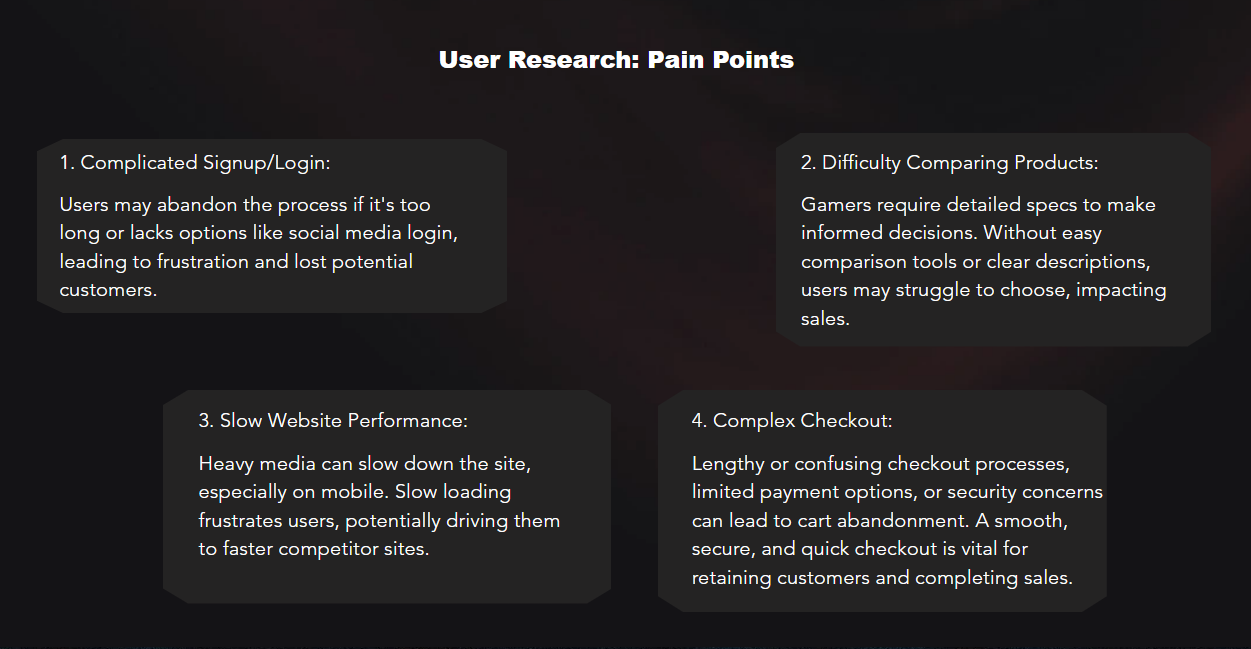 User Research: Pain Points
1. Complicated Signup/Login:
Users may abandon the process if it's too
long or lacks options like social media login,
leading to frustration and lost potential
customers.
2. Difficulty Comparing Products:
Gamers require detailed specs to make
informed decisions. Without easy
comparison tools or clear descriptions,
users may struggle to choose, impacting
sales.
3. Slow Website Performance:
Heavy media can slow down the site,
especially on mobile. Slow loading
frustrates users, potentially driving them
to faster competitor sites.
4. Complex Checkout:
Lengthy or confusing checkout processes,
limited payment options, or security concerns
can lead to cart abandonment. A smooth,
secure, and quick checkout is vital for
retaining customers and completing sales.